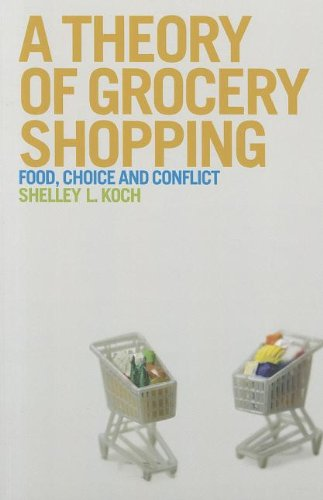 A THEORY
OF GROCERY
SHOPPING
FOOD, CHOICE AND CONFLICT
SHELLEY L. KOCH